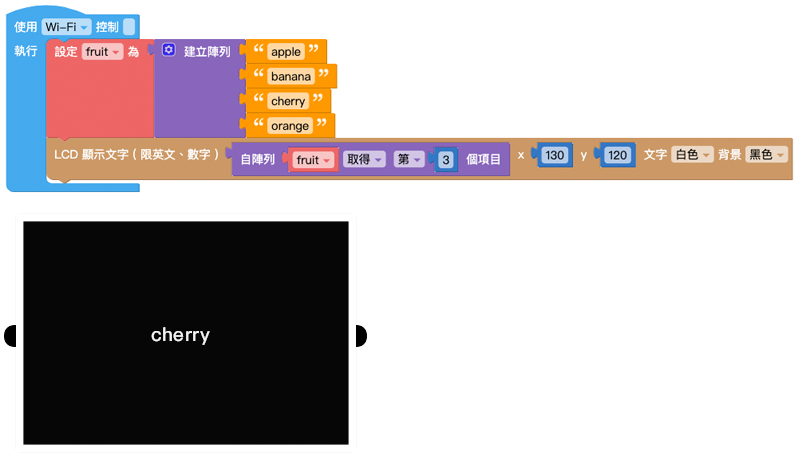 使用 Wi-Fi 控制
執行 設定 fruit 為 建立陣列 “ apple ”
“ banana ”
“ cherry ”
“ orange ”
LCD 顯示文字 ( 限英文、數字 ) 自陣列 fruit 取得 第 3 個項目 x 130 y 120 文字 白色 背景 黑色
cherry